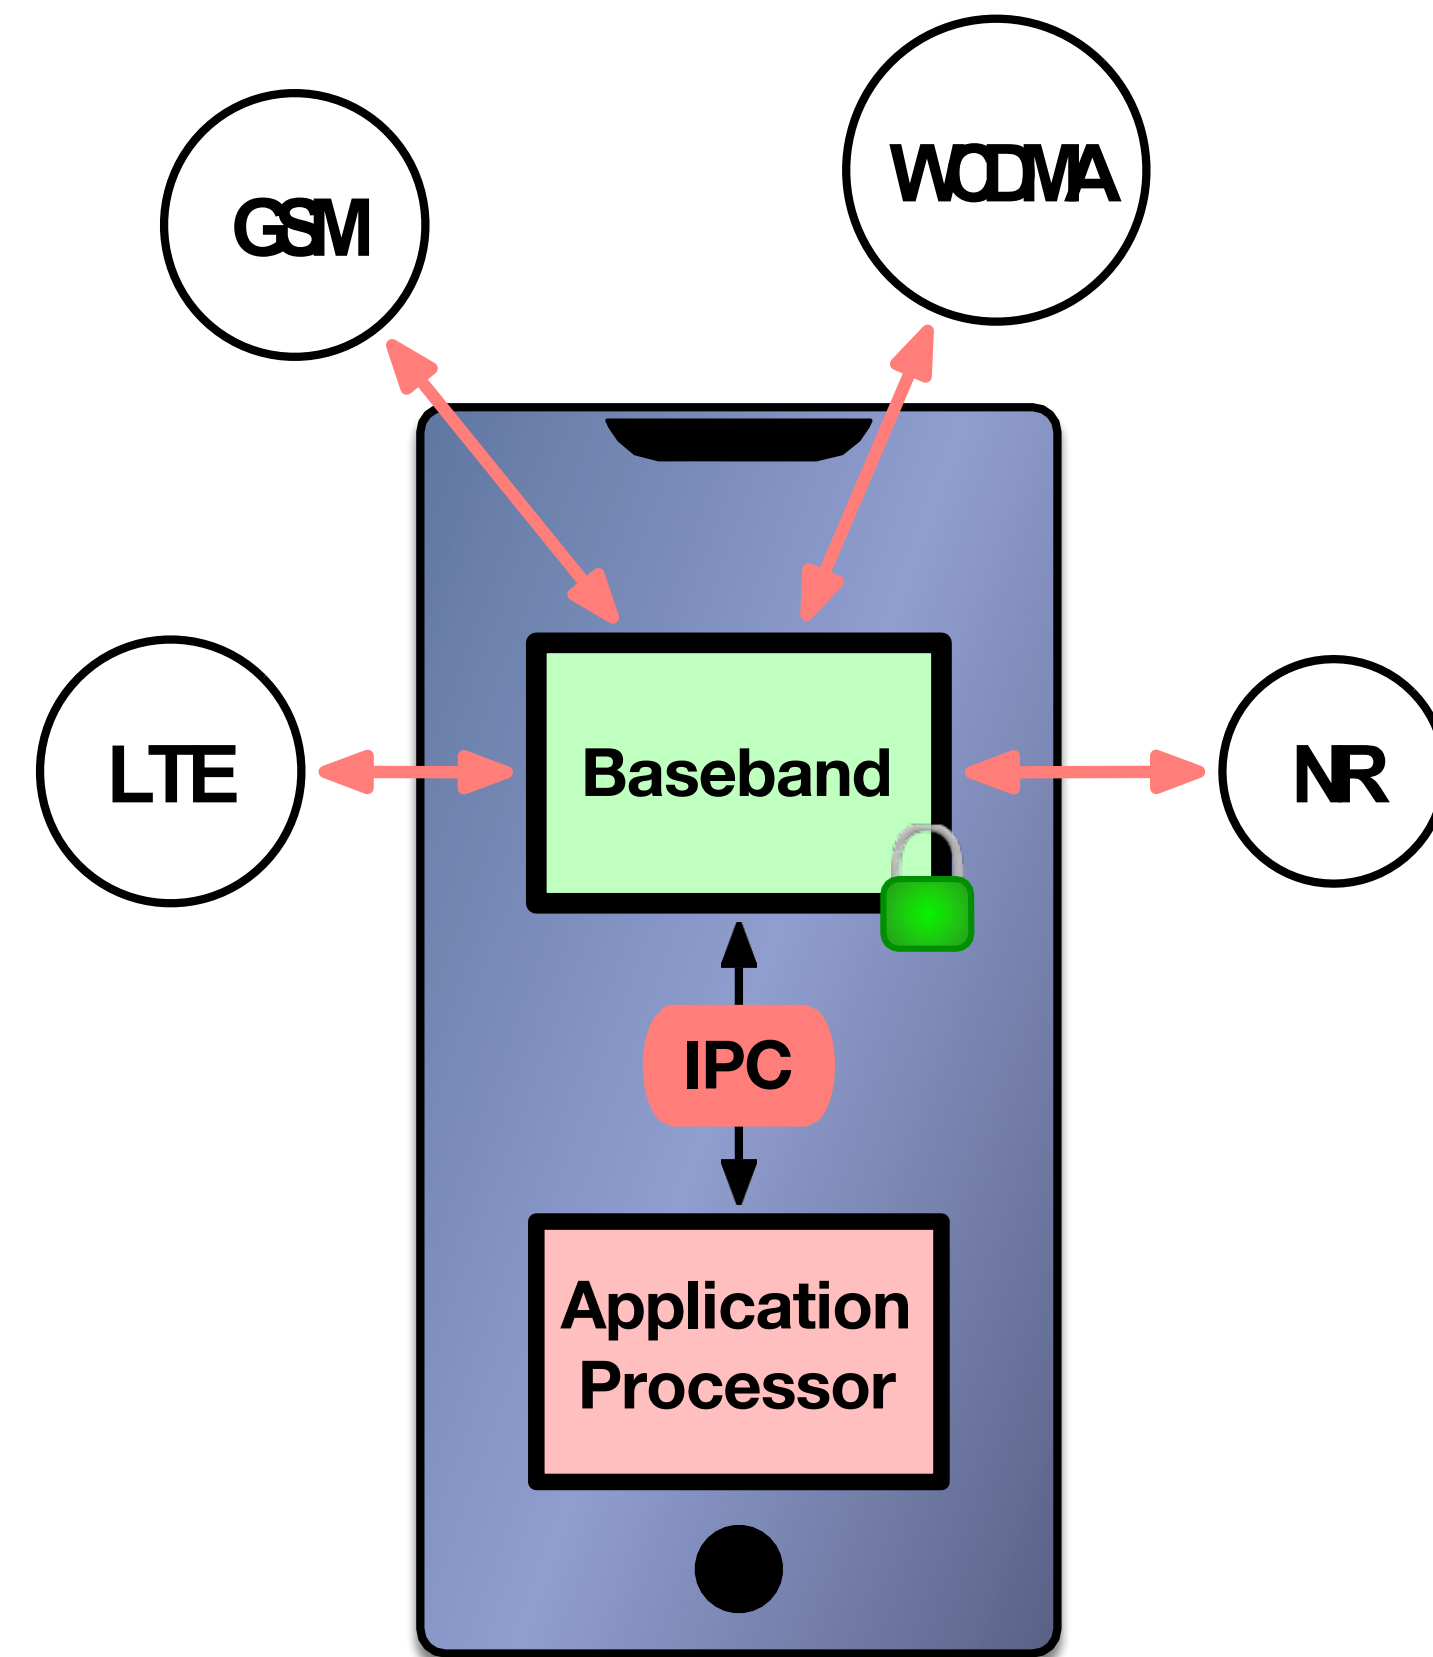 WCDMA
GSM
LTE
Baseband
NR
IPC
Application
Processor